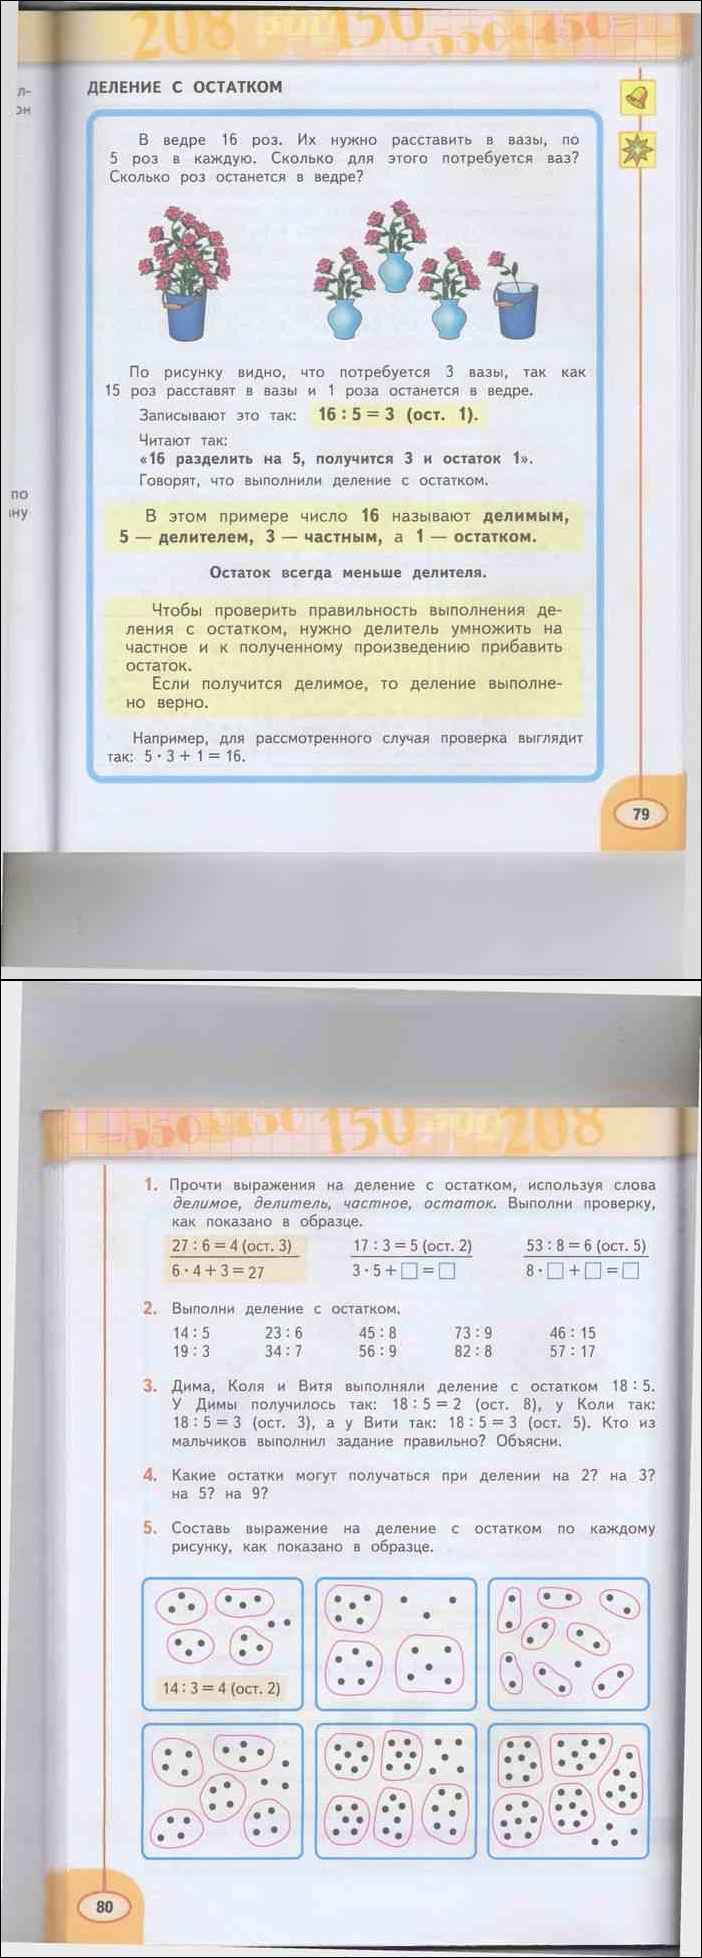 208 150 550 450
л-
ЭН
по
ну
ДЕЛЕНИЕ С ОСТАТКОМ
В ведре 16 роз. Их нужно расставить в вазы, по
5 роз в каждую. Сколько для этого потребуется ваз?
Сколько роз останется в ведре?
По рисунку видно, что потребуется 3 вазы, так как
15 роз расставят в вазы и 1 роза останется в ведре.
Записывают это так: 16 : 5 = 3 (ост. 1).
Читают так:
«16 разделить на 5, получится 3 и остаток 1».
Говорят, что выполнили деление с остатком.
В этом примере число 16 называют делимым,
5 — делителем, 3 — частным, а 1 — остатком.
Остаток всегда меньше делителя.
Чтобы проверить правильность выполнения де-
ления с остатком, нужно делитель умножить на
частное и к полученному произведению прибавить
остаток.
Если получится делимое, то деление выполне-
но верно.
Например, для рассмотренного случая проверка выглядит
так: 5 · 3 + 1 = 16.
79
550 450 150 208
1. Прочти выражения на деление с остатком, используя слова
делимое, делитель, частное, остаток. Выполни проверку,
как показано в образце.
27 : 6 = 4 (ост. 3) 17 : 3 = 5 (ост. 2) 53 : 8 = 6 (ост. 5)
6 · 4 + 3 = 27 3 · 5 + □ = □ 8 · □ + □ = □
2. Выполни деление с остатком.
14 : 5 23 : 6 45 : 8 73 : 9 46 : 15
19 : 3 34 : 7 56 : 9 82 : 8 57 : 17
3. Дима, Коля и Витя выполняли деление с остатком 18 : 5.
У Димы получилось так: 18 : 5 = 2 (ост. 8), у Коли так:
18 : 5 = 3 (ост. 3), а у Вити так: 18 : 5 = 3 (ост. 5). Кто из
мальчиков выполнил задание правильно? Объясни.
4. Какие остатки могут получаться при делении на 2? на 3?
на 5? на 9?
5. Составь выражение на деление с остатком по каждому
рисунку, как показано в образце.
14 : 3 = 4 (ост. 2)
80